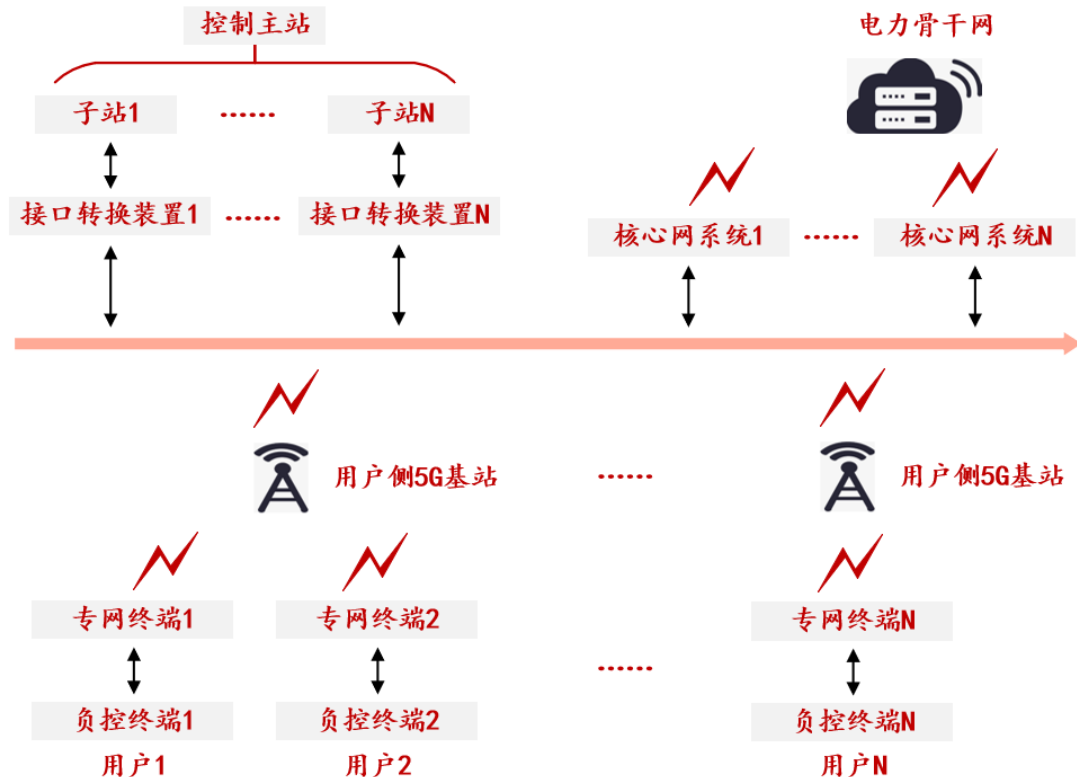 控制主站
电力骨干网
子站1
......
子站N
接口转换装置1
......
接口转换装置N
核心网系统1
......
核心网系统N
用户侧5G基站
......
用户侧5G基站
专网终端1
专网终端2
专网终端N
......
负控终端1
负控终端2
负控终端N
用户1
用户2
用户N